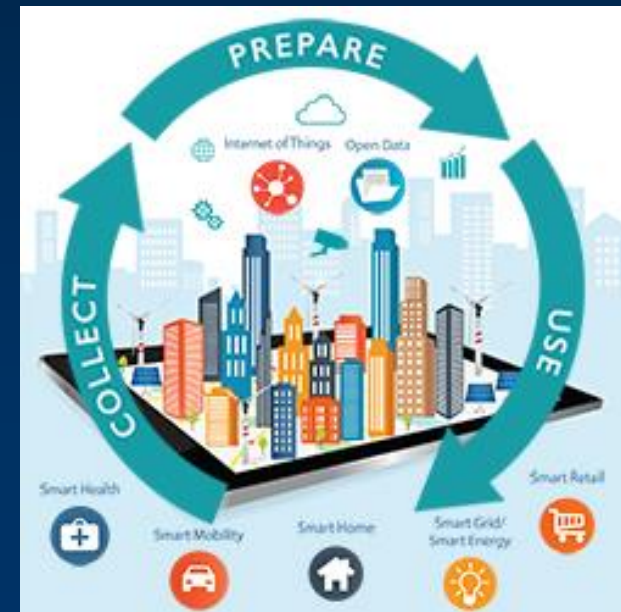 PREPARE
Internet of Things
Open Data
COLLECT
USE
Smart Health
Smart Mobility
Smart Home
Smart Grid/
Smart Energy
Smart Retail